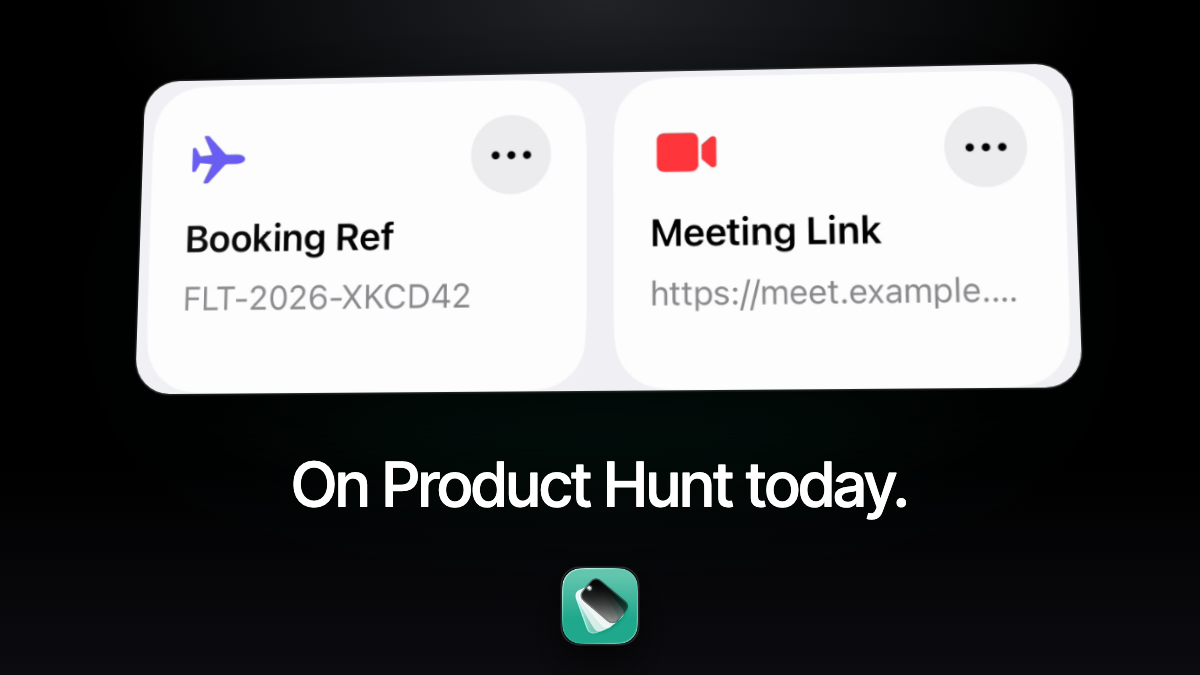 Booking Ref
FLT-2026-XKCD42
Meeting Link
https://meet.example....
On Product Hunt today.